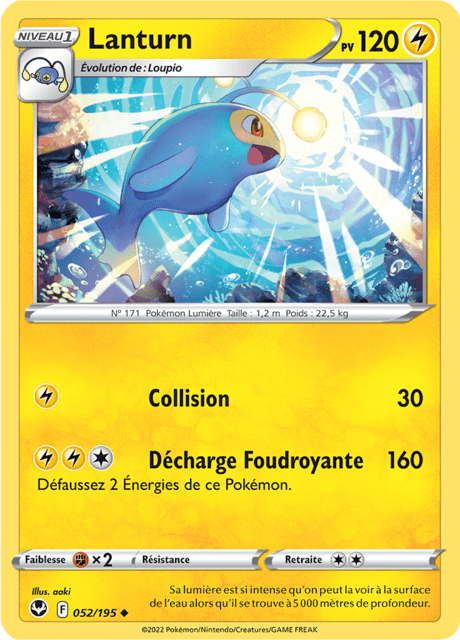 NIVEAU 1
Lanturn
PV 120
Évolution de : Loupio
N° 171 Pokémon Lumière Taille : 1,2 m Poids : 22,5 kg
Collision 30
Décharge Foudroyante 160
Défaussez 2 Énergies de ce Pokémon.
Faiblesse ×2 Résistance Retraite
Illus. aoki
Sa lumière est si intense qu'on peut la voir à la surface
de l'eau alors qu'il se trouve à 5 000 mètres de profondeur.
F 052/195
©2022 Pokémon/Nintendo/Creatures/GAME FREAK